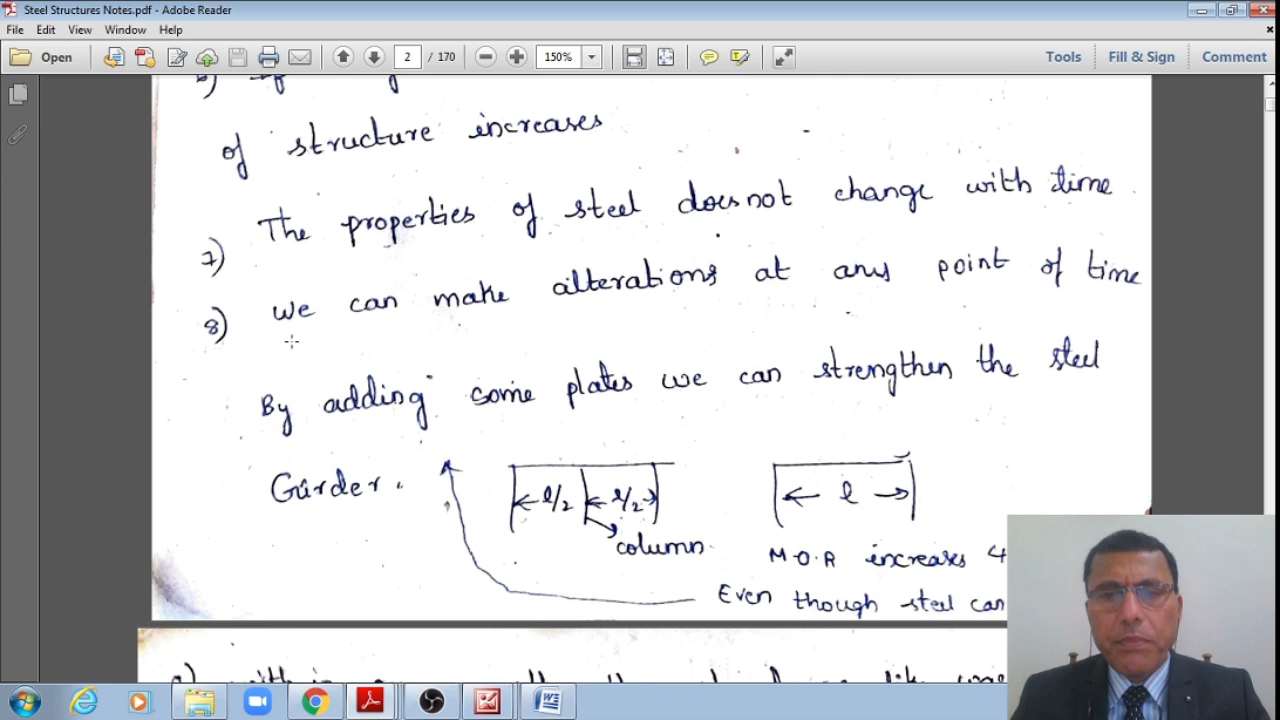 Steel Structures Notes.pdf - Adobe Reader
File Edit View Window Help
Open 2 / 170 150% Tools Fill & Sign Comment
of structure increases
7) The properties of steel does not change with time
8) We can make alterations at any point of time
By adding some plates we can strengthen the steel
Girder.
l/2 l/2 l
column
M.O.R increases 4
Even though steel can